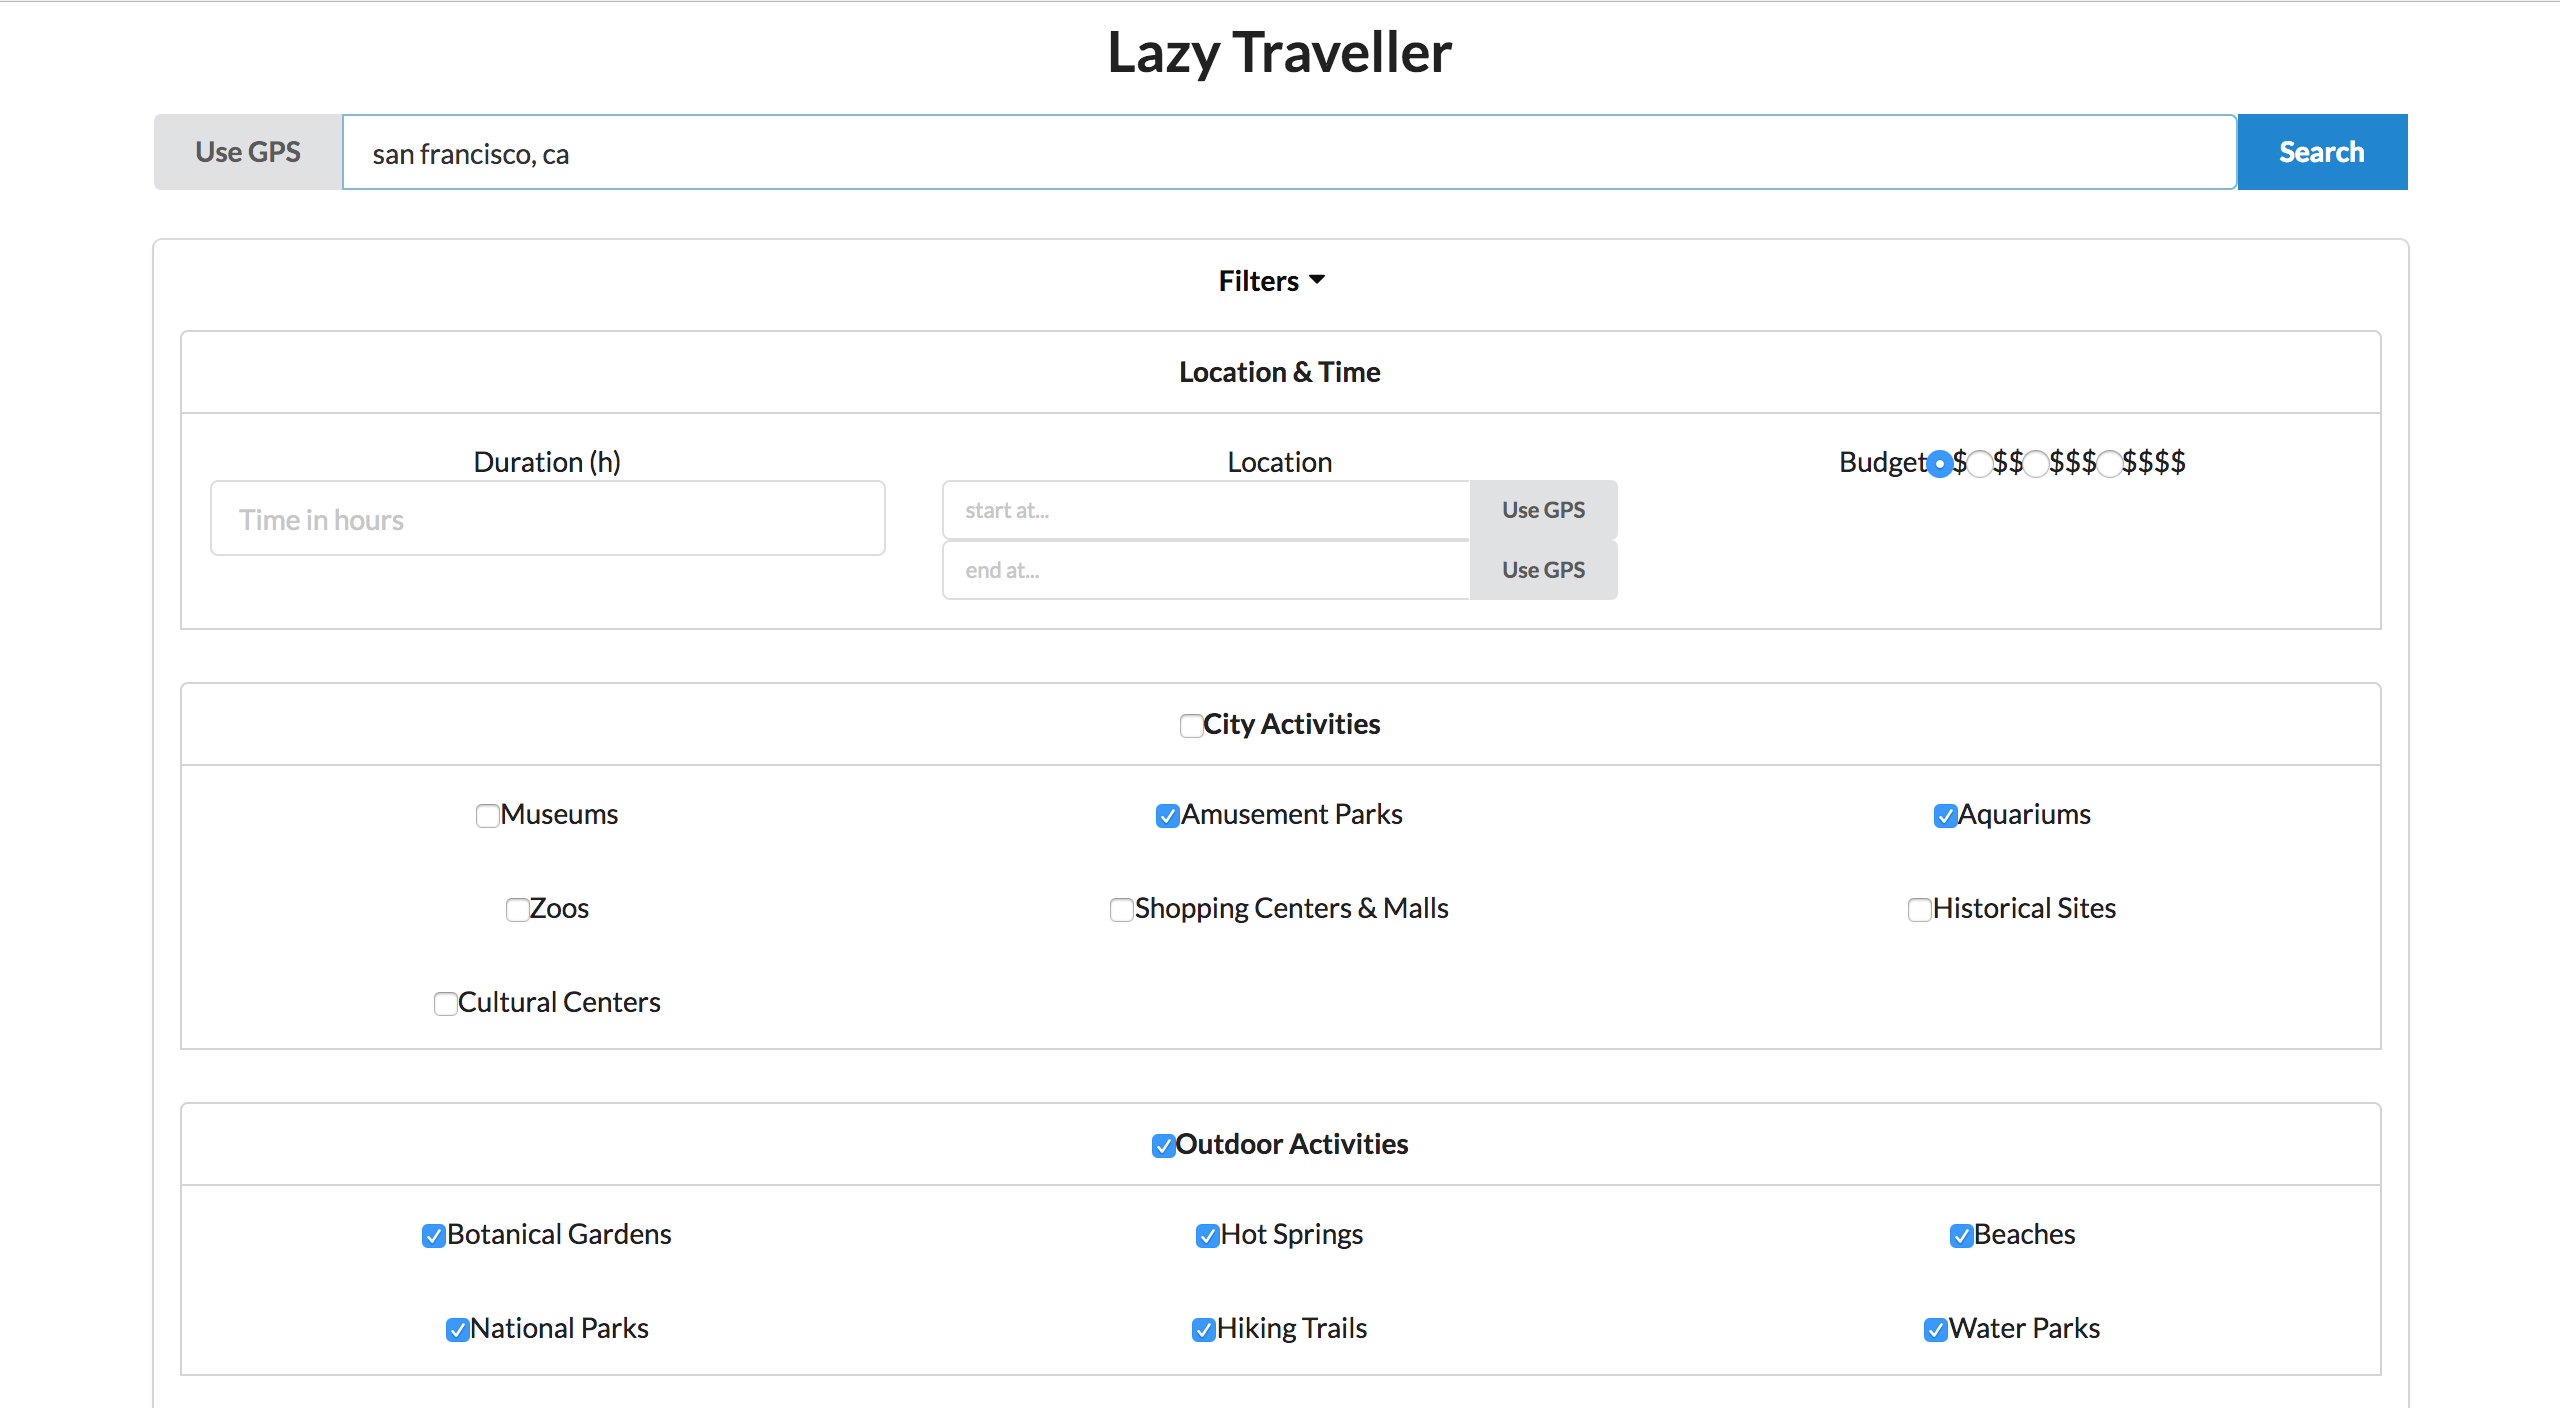 Lazy Traveller
Use GPS san francisco, ca Search
Filters
Location & Time
Duration (h) Location Budget $ $$ $$$ $$$$
Time in hours start at... Use GPS
end at... Use GPS
City Activities
Museums Amusement Parks Aquariums
Zoos Shopping Centers & Malls Historical Sites
Cultural Centers
Outdoor Activities
Botanical Gardens Hot Springs Beaches
National Parks Hiking Trails Water Parks